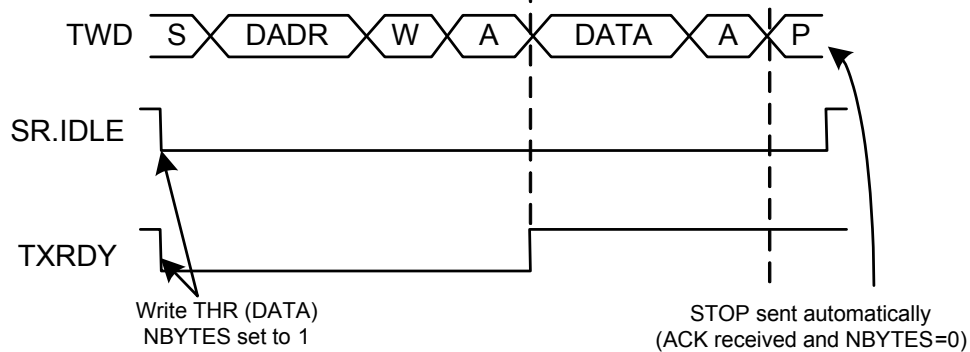 TWD S DADR W A DATA A P
SR.IDLE
TXRDY
Write THR (DATA)
NBYTES set to 1
STOP sent automatically
(ACK received and NBYTES=0)